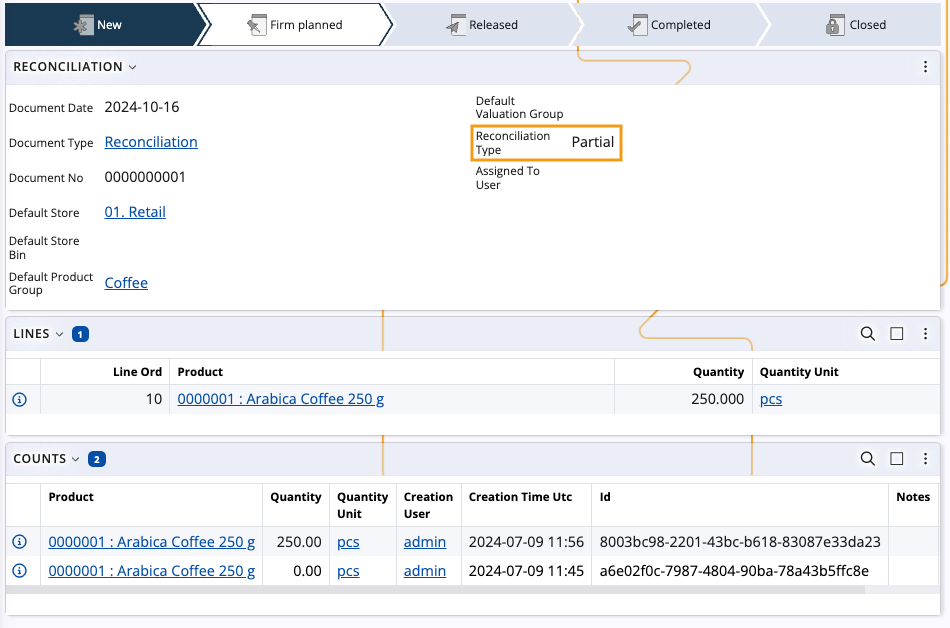 New
Firm planned
Released
Completed
Closed
RECONCILIATION
Document Date 2024-10-16
Document Type Reconciliation
Document No 0000000001
Default Store 01. Retail
Default Store
Bin
Default Product
Group Coffee
Default
Valuation Group
Reconciliation
Type Partial
Assigned To
User
LINES 1
Line Ord Product Quantity Quantity Unit
10 0000001 : Arabica Coffee 250 g 250.000 pcs
COUNTS 2
Product Quantity Quantity Unit Creation User Creation Time Utc Id Notes
0000001 : Arabica Coffee 250 g 250.00 pcs admin 2024-07-09 11:56 8003bc98-2201-43bc-b618-83087e33da23
0000001 : Arabica Coffee 250 g 0.00 pcs admin 2024-07-09 11:45 a6e02f0c-7987-4804-90ba-78a43b5ffc8e